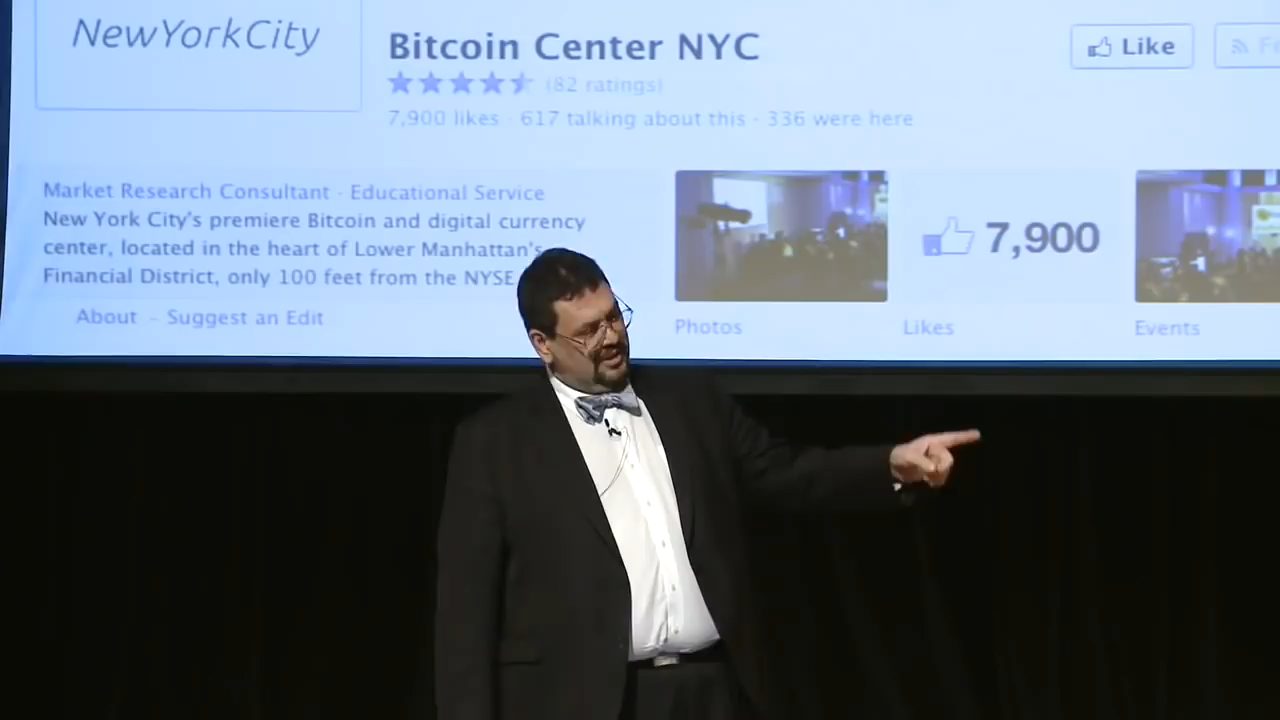 NewYorkCity
Bitcoin Center NYC
Like
(82 ratings)
7,900 likes · 617 talking about this · 336 were here
Market Research Consultant · Educational Service
New York City's premiere Bitcoin and digital currency
center, located in the heart of Lower Manhattan's
Financial District, only 100 feet from the NYSE
7,900
About – Suggest an Edit
Photos
Likes
Events